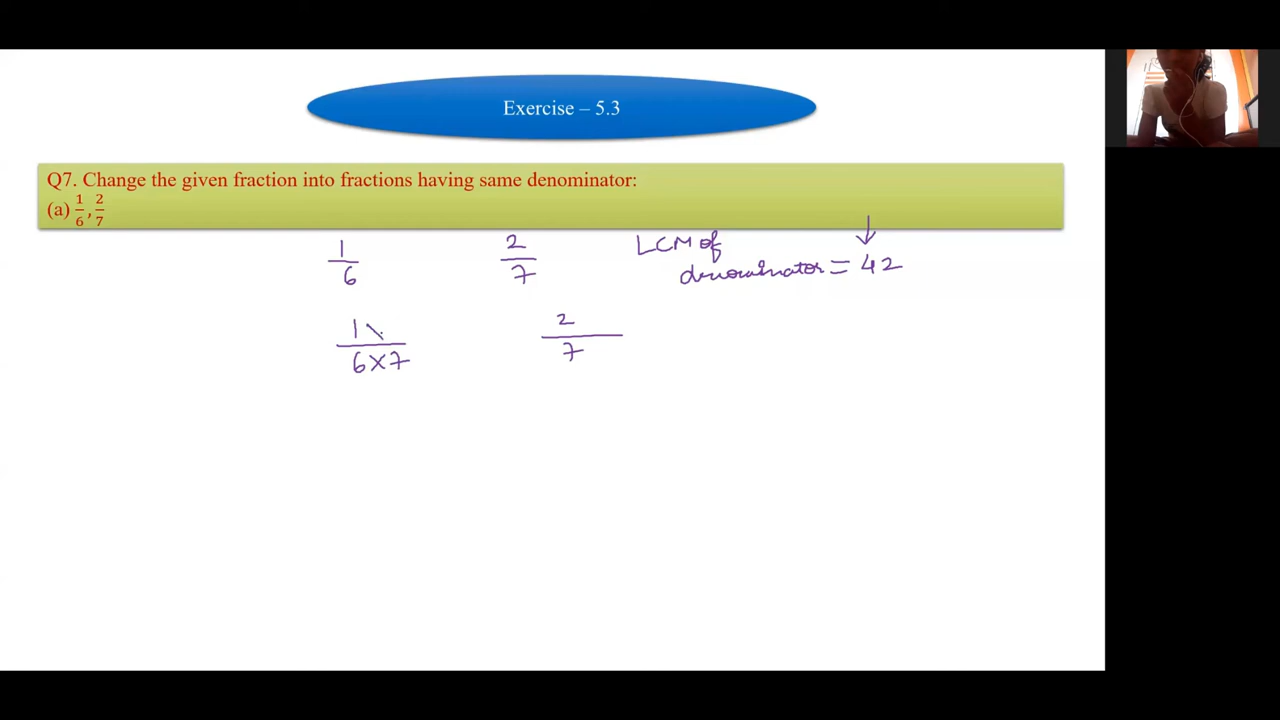 Exercise – 5.3
Q7. Change the given fraction into fractions having same denominator:
(a) 1/6, 2/7
1/6 2/7 LCM of
denominator = 42
1×/6×7 2/7